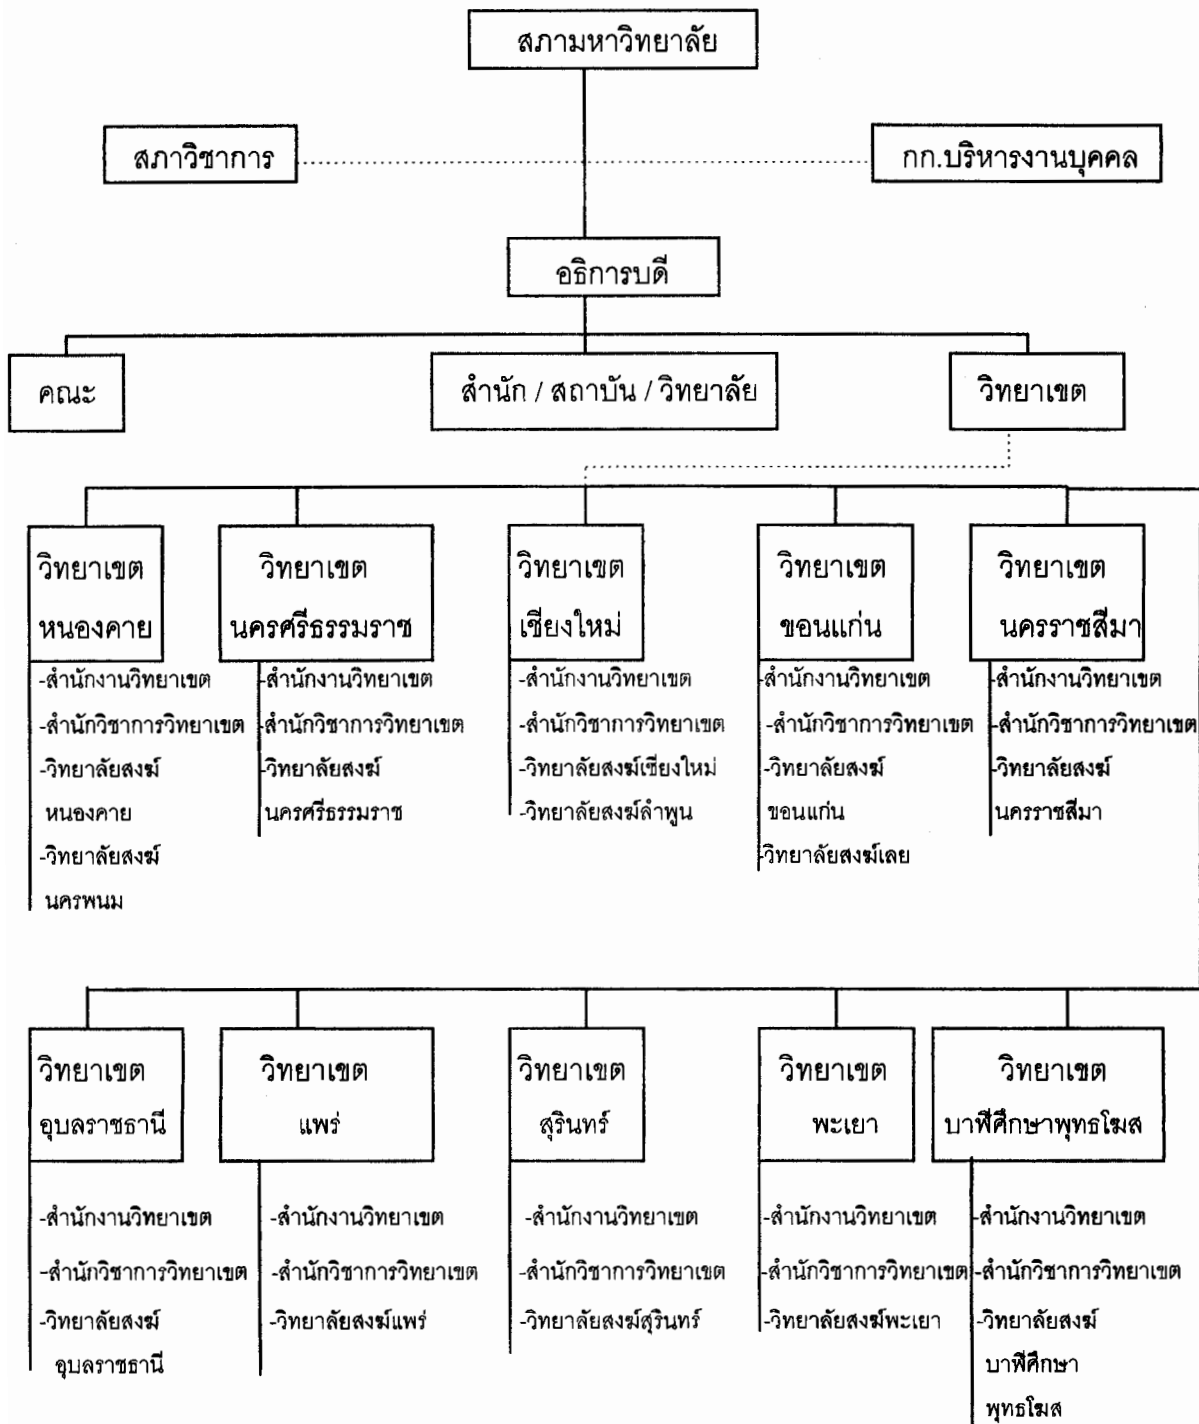 สภามหาวิทยาลัย
สภาวิชาการ
กก.บริหารงานบุคคล
อธิการบดี
คณะ
สำนัก / สถาบัน / วิทยาลัย
วิทยาเขต
วิทยาเขต
หนองคาย
-สำนักงานวิทยาเขต
-สำนักวิชาการวิทยาเขต
-วิทยาลัยสงฆ์
หนองคาย
-วิทยาลัยสงฆ์
นครพนม
วิทยาเขต
นครศรีธรรมราช
-สำนักงานวิทยาเขต
-สำนักวิชาการวิทยาเขต
-วิทยาลัยสงฆ์
นครศรีธรรมราช
วิทยาเขต
เชียงใหม่
-สำนักงานวิทยาเขต
-สำนักวิชาการวิทยาเขต
-วิทยาลัยสงฆ์เชียงใหม่
-วิทยาลัยสงฆ์ลำพูน
วิทยาเขต
ขอนแก่น
-สำนักงานวิทยาเขต
-สำนักวิชาการวิทยาเขต
-วิทยาลัยสงฆ์
ขอนแก่น
-วิทยาลัยสงฆ์เลย
วิทยาเขต
นครราชสีมา
-สำนักงานวิทยาเขต
-สำนักวิชาการวิทยาเขต
-วิทยาลัยสงฆ์
นครราชสีมา
วิทยาเขต
อุบลราชธานี
-สำนักงานวิทยาเขต
-สำนักวิชาการวิทยาเขต
-วิทยาลัยสงฆ์
อุบลราชธานี
วิทยาเขต
แพร่
-สำนักงานวิทยาเขต
-สำนักวิชาการวิทยาเขต
-วิทยาลัยสงฆ์แพร่
วิทยาเขต
สุรินทร์
-สำนักงานวิทยาเขต
-สำนักวิชาการวิทยาเขต
-วิทยาลัยสงฆ์สุรินทร์
วิทยาเขต
พะเยา
-สำนักงานวิทยาเขต
-สำนักวิชาการวิทยาเขต
-วิทยาลัยสงฆ์พะเยา
วิทยาเขต
บาฬีศึกษาพุทธโฆส
-สำนักงานวิทยาเขต
-สำนักวิชาการวิทยาเขต
-วิทยาลัยสงฆ์
บาฬีศึกษา
พุทธโฆส